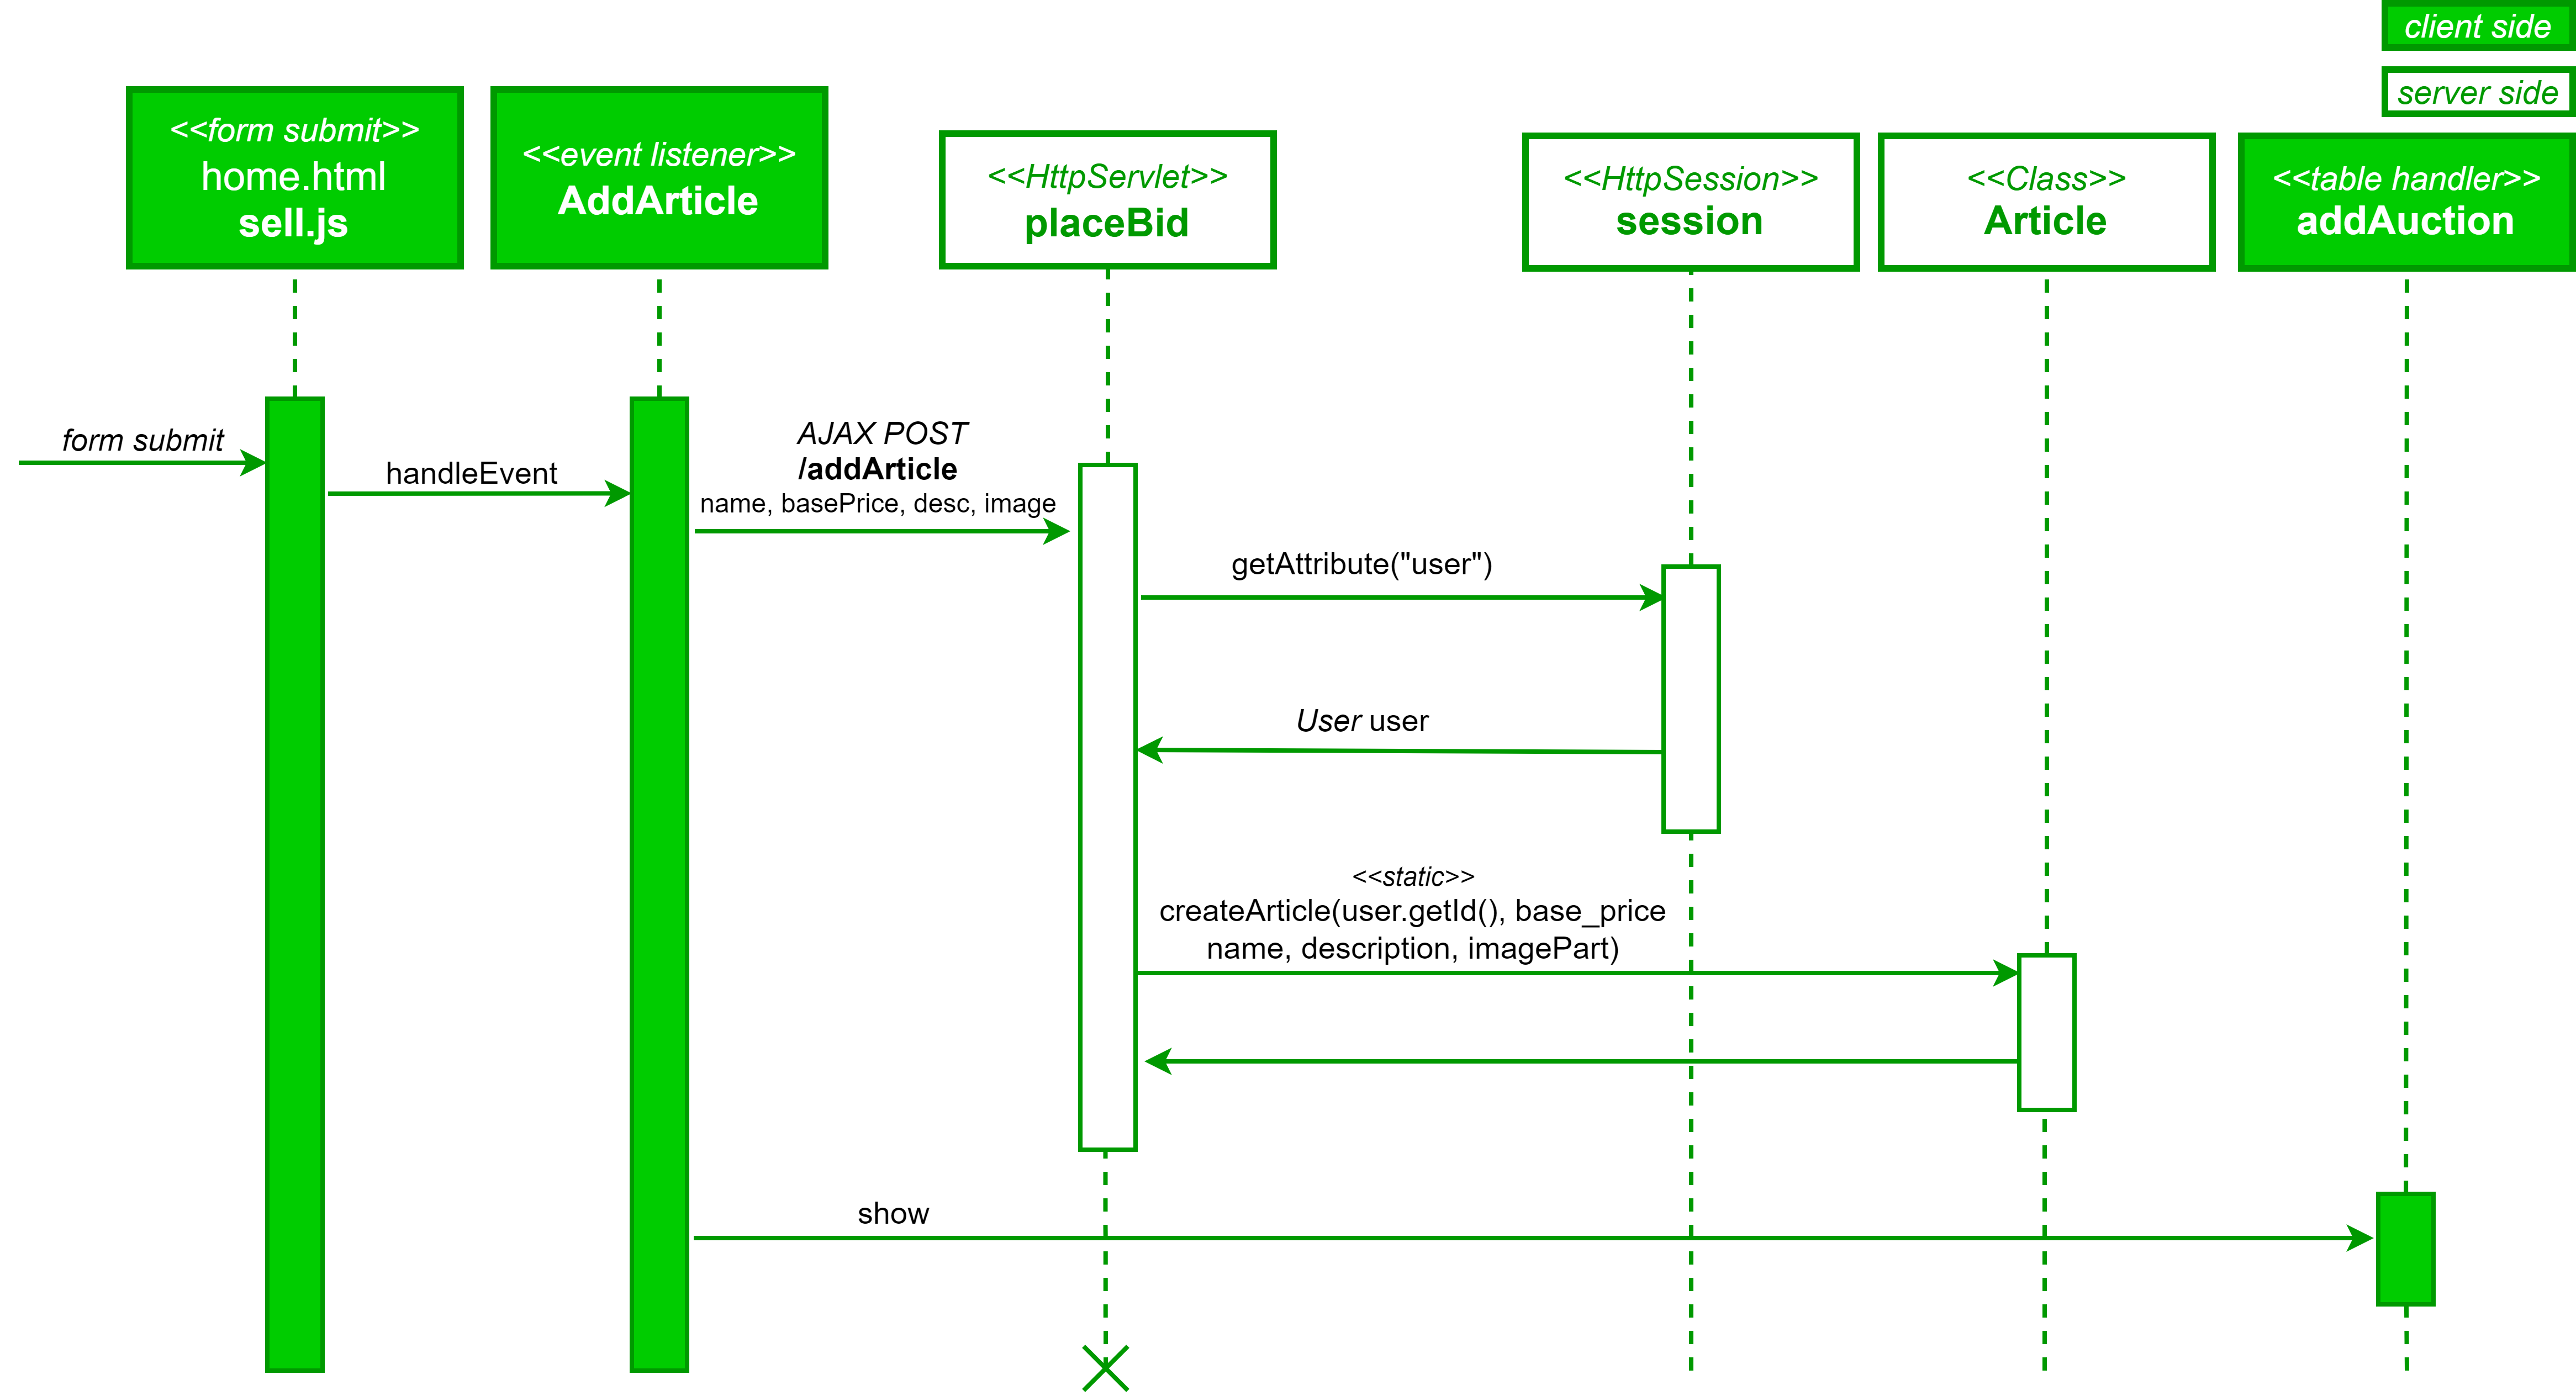 client side
server side
<<form submit>>
home.html
sell.js
<<event listener>>
AddArticle
<<HttpServlet>>
placeBid
<<HttpSession>>
session
<<Class>>
Article
<<table handler>>
addAuction
form submit
handleEvent
AJAX POST
/addArticle
name, basePrice, desc, image
getAttribute("user")
User user
<<static>>
createArticle(user.getId(), base_price
name, description, imagePart)
show